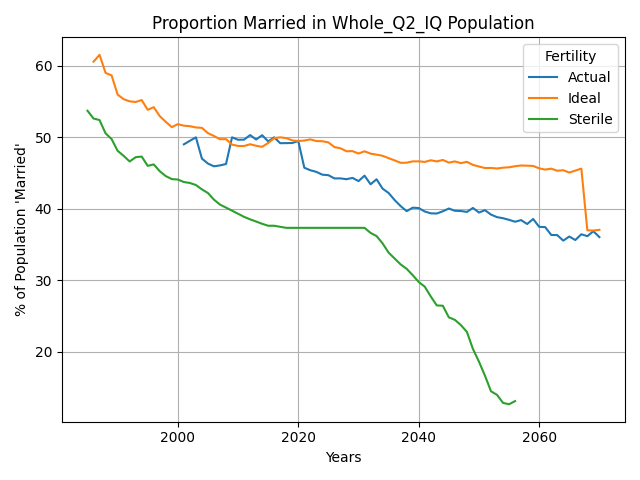 Proportion Married in Whole_Q2_IQ Population
% of Population 'Married'
60
50
40
30
20
Fertility
Actual
Ideal
Sterile
2000
2020
2040
2060
Years